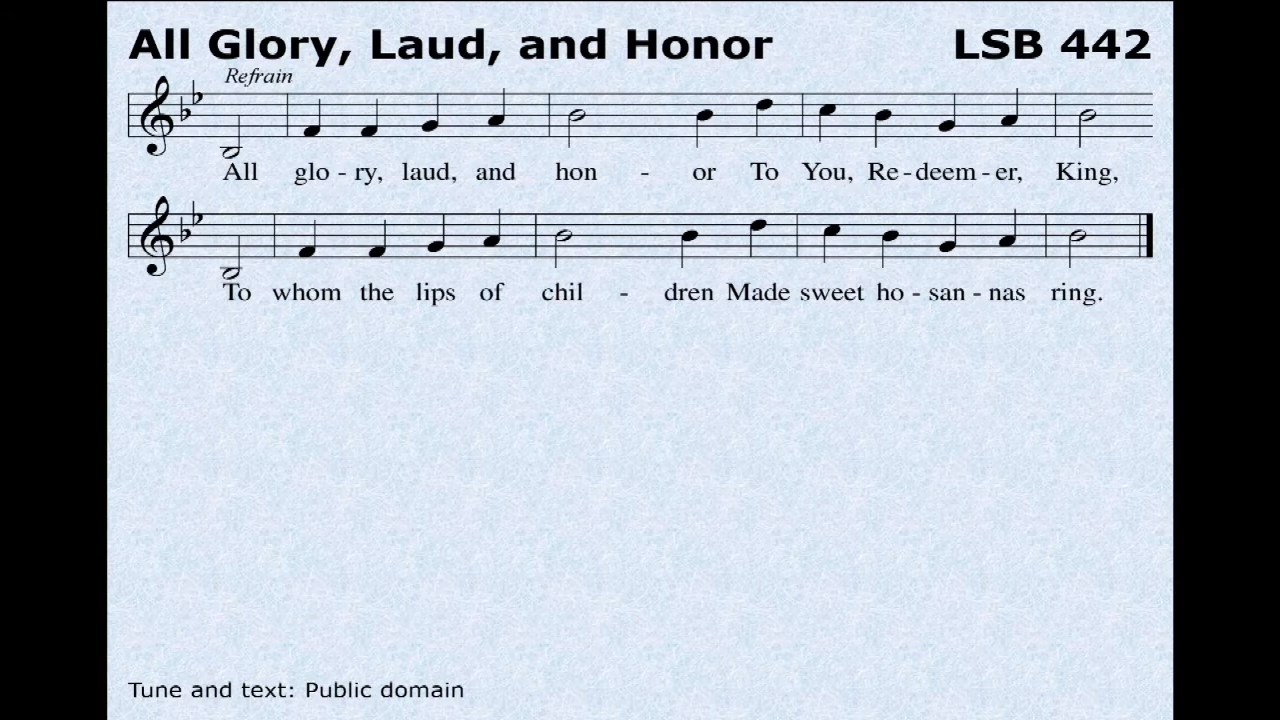 All Glory, Laud, and Honor LSB 442
Refrain
All glo - ry, laud, and hon - or To You, Re - deem - er, King,
To whom the lips of chil - dren Made sweet ho - san - nas ring.
Tune and text: Public domain